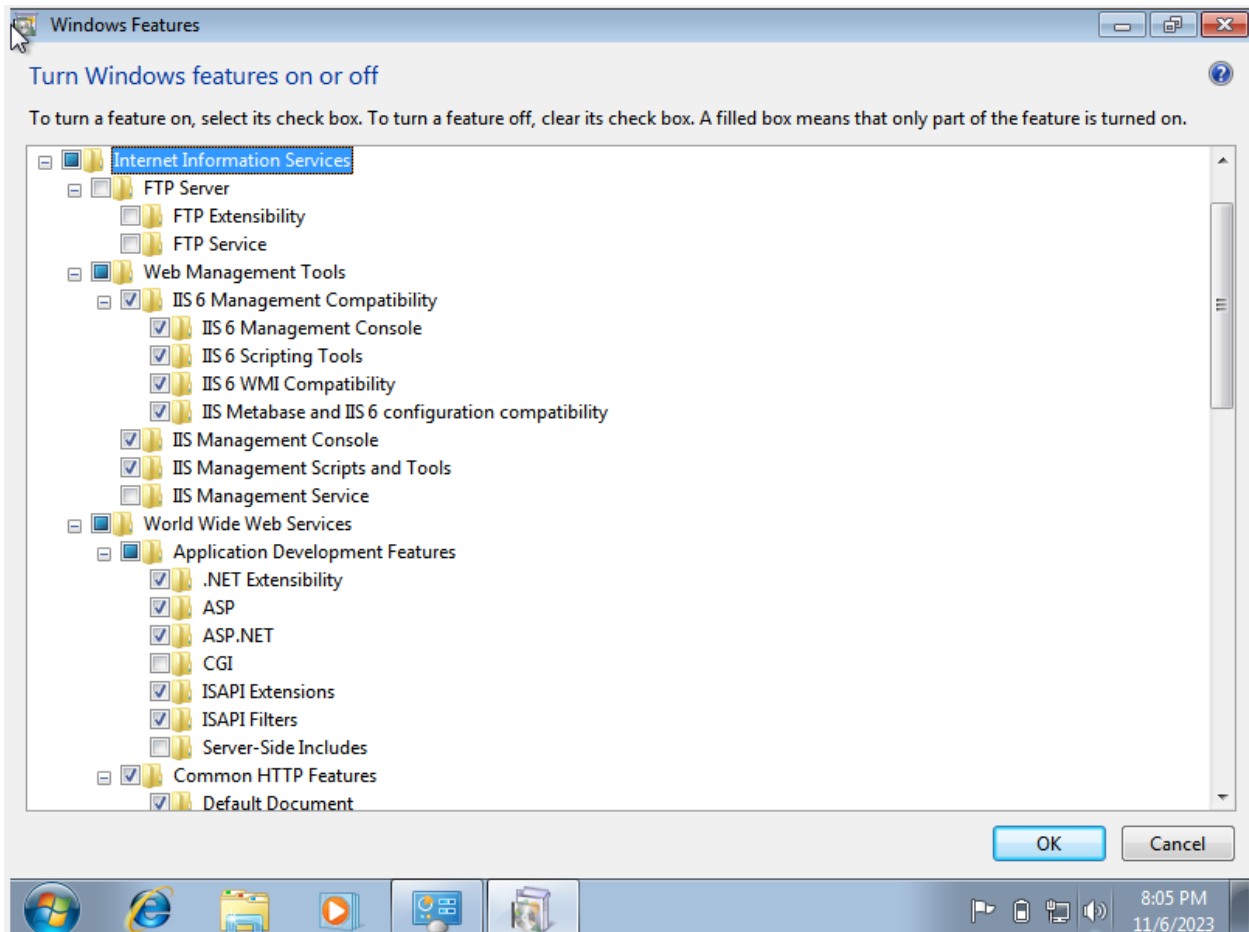 Windows Features
Turn Windows features on or off
To turn a feature on, select its check box. To turn a feature off, clear its check box. A filled box means that only part of the feature is turned on.
Internet Information Services
FTP Server
FTP Extensibility
FTP Service
Web Management Tools
IIS 6 Management Compatibility
IIS 6 Management Console
IIS 6 Scripting Tools
IIS 6 WMI Compatibility
IIS Metabase and IIS 6 configuration compatibility
IIS Management Console
IIS Management Scripts and Tools
IIS Management Service
World Wide Web Services
Application Development Features
.NET Extensibility
ASP
ASP.NET
CGI
ISAPI Extensions
ISAPI Filters
Server-Side Includes
Common HTTP Features
Default Document
OK Cancel
8:05 PM
11/6/2023